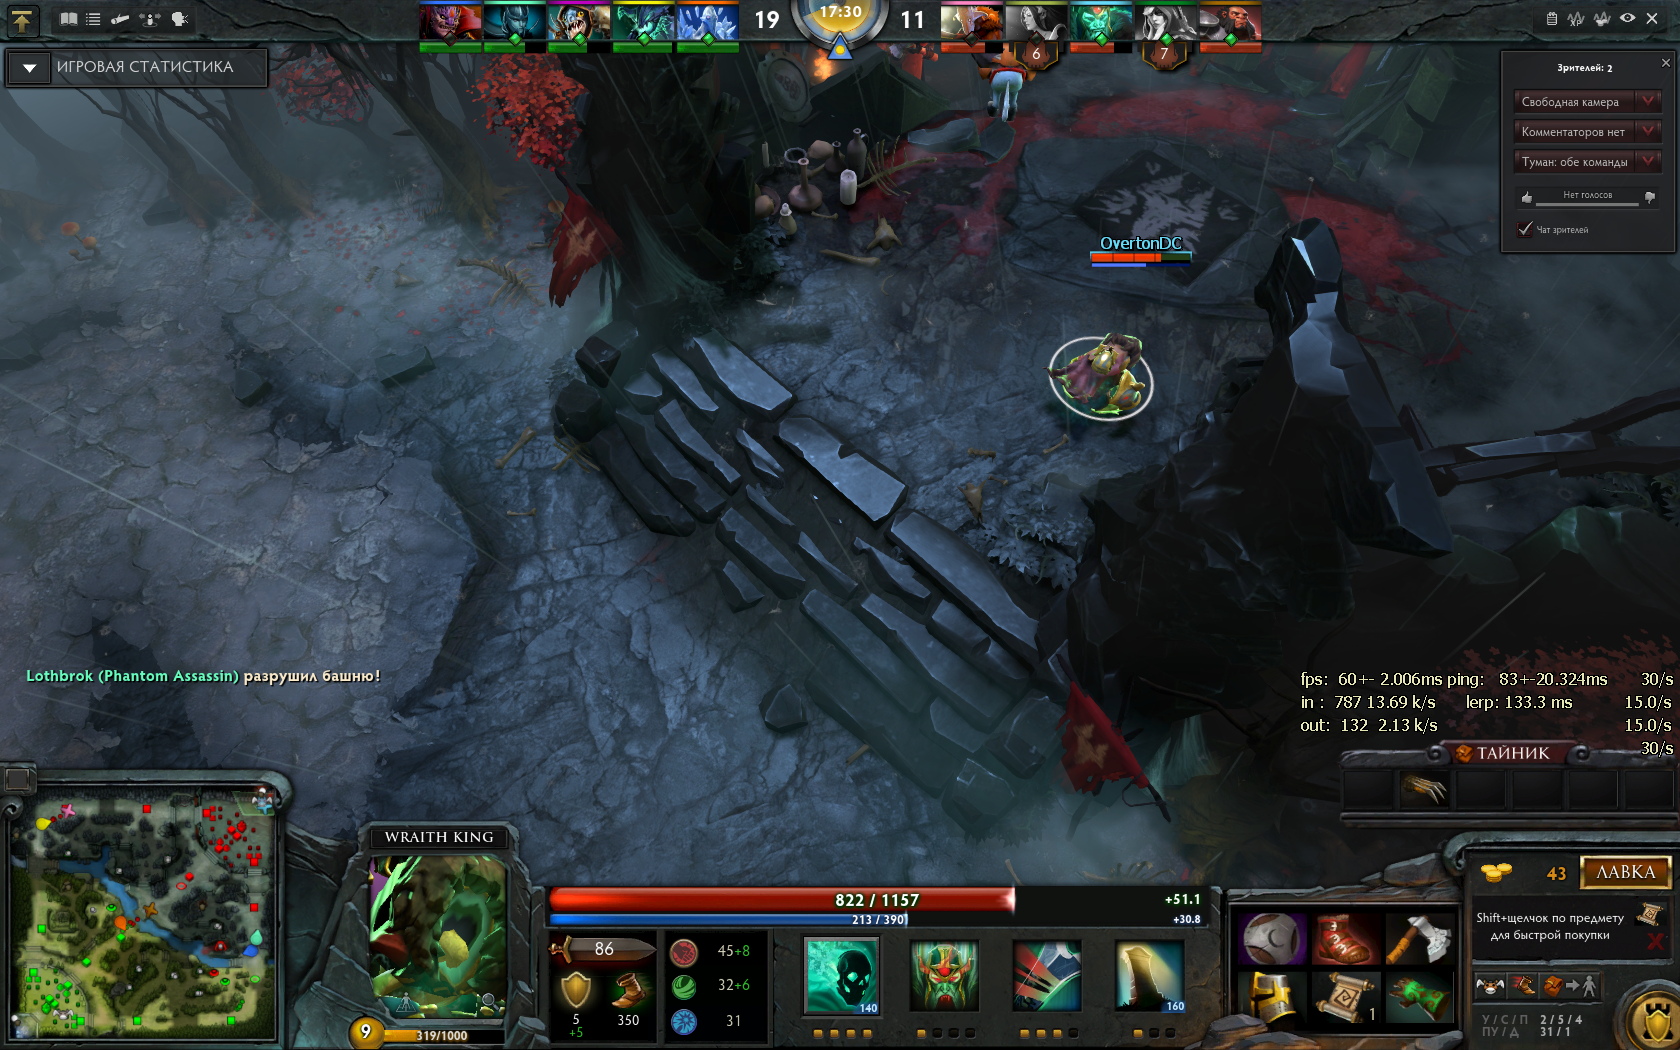 19
17:30
11
6
7
ИГРОВАЯ СТАТИСТИКА
Зрителей: 2
Свободная камера
Комментаторов нет
Туман: обе команды
Нет голосов
Чат зрителей
OvertonDC
Lothbrok (Phantom Assassin) разрушил башню!
fps: 60+- 2.006ms ping: 83+-20.324ms 30/s
in : 787 13.69 k/s lerp: 133.3 ms 15.0/s
out: 132 2.13 k/s 15.0/s
30/s
ТАЙНИК
WRAITH KING
9
319/1000
822 / 1157
+51.1
213 / 390
+30.8
86
5
+5
350
45+8
32+6
31
140
160
1
43
ЛАВКА
Shift+щелчок по предмету
для быстрой покупки
У / С / П 2 / 5 / 4
ПУ / Д 31 / 1